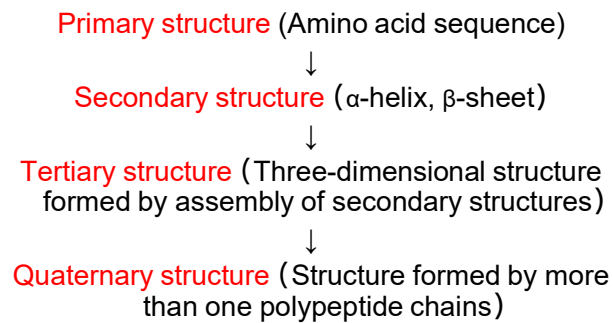 Primary structure (Amino acid sequence)
↓
Secondary structure (α-helix, β-sheet)
↓
Tertiary structure (Three-dimensional structure
formed by assembly of secondary structures)
↓
Quaternary structure (Structure formed by more
than one polypeptide chains)